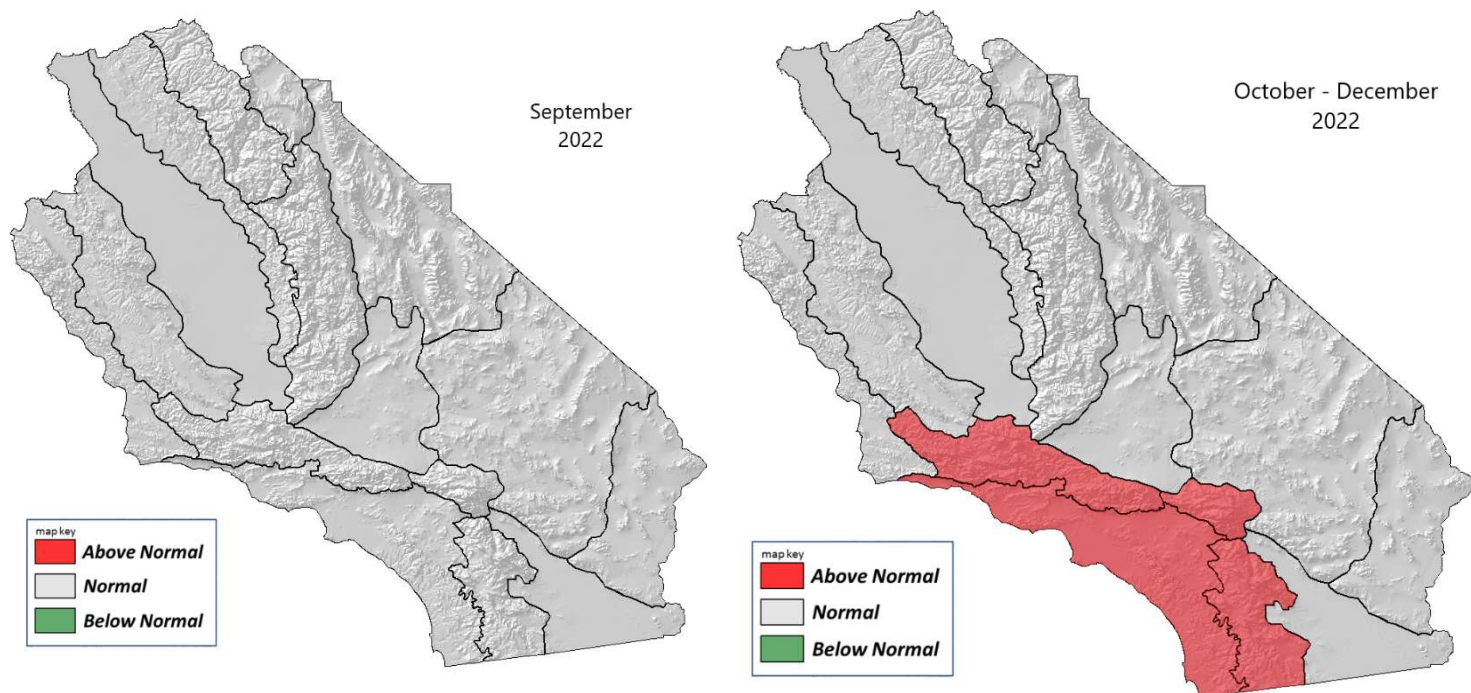 September
2022
map key
Above Normal
Normal
Below Normal
October - December
2022
map key
Above Normal
Normal
Below Normal